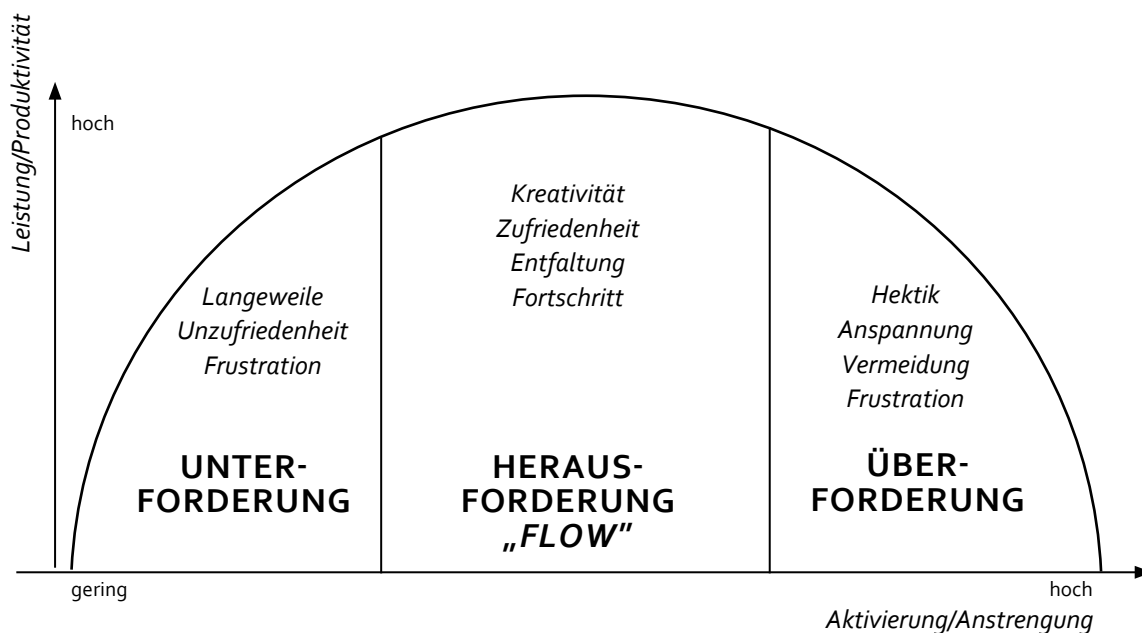 Leistung/Produktivität
hoch
Kreativität
Zufriedenheit
Entfaltung
Fortschritt
Langeweile
Unzufriedenheit
Frustration
Hektik
Anspannung
Vermeidung
Frustration
UNTER-
FORDERUNG
HERAUS-
FORDERUNG
„FLOW”
ÜBER-
FORDERUNG
gering
hoch
Aktivierung/Anstrengung